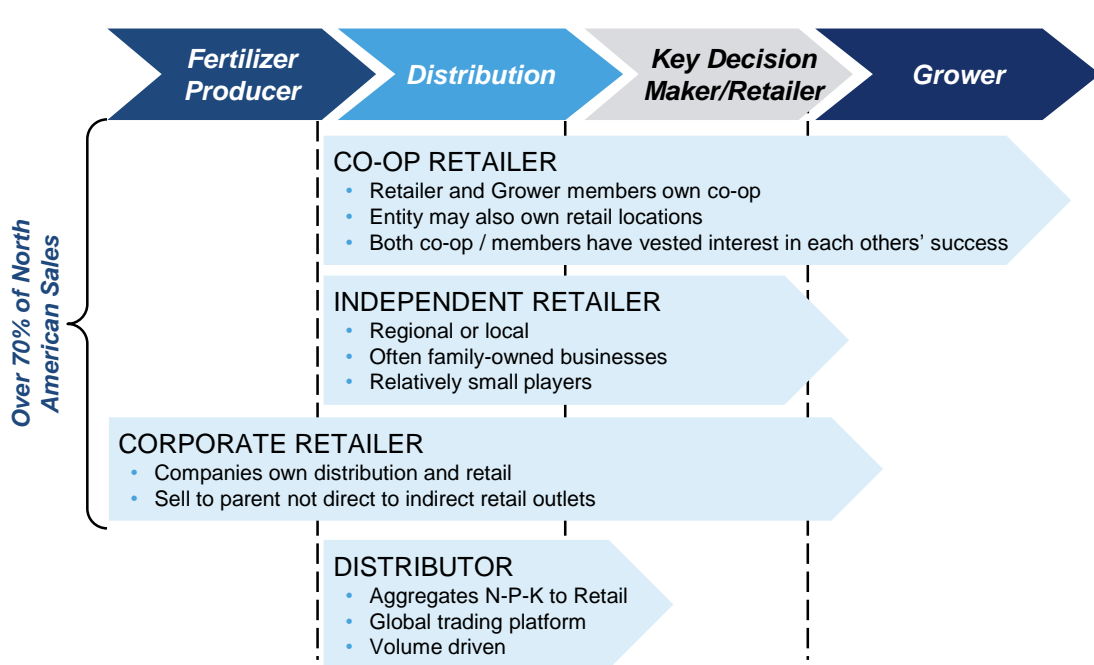 Fertilizer
Producer
Distribution
Key Decision
Maker/Retailer
Grower
Over 70% of North
American Sales
CO-OP RETAILER
• Retailer and Grower members own co-op
• Entity may also own retail locations
• Both co-op / members have vested interest in each others’ success
INDEPENDENT RETAILER
• Regional or local
• Often family-owned businesses
• Relatively small players
CORPORATE RETAILER
• Companies own distribution and retail
• Sell to parent not direct to indirect retail outlets
DISTRIBUTOR
• Aggregates N-P-K to Retail
• Global trading platform
• Volume driven